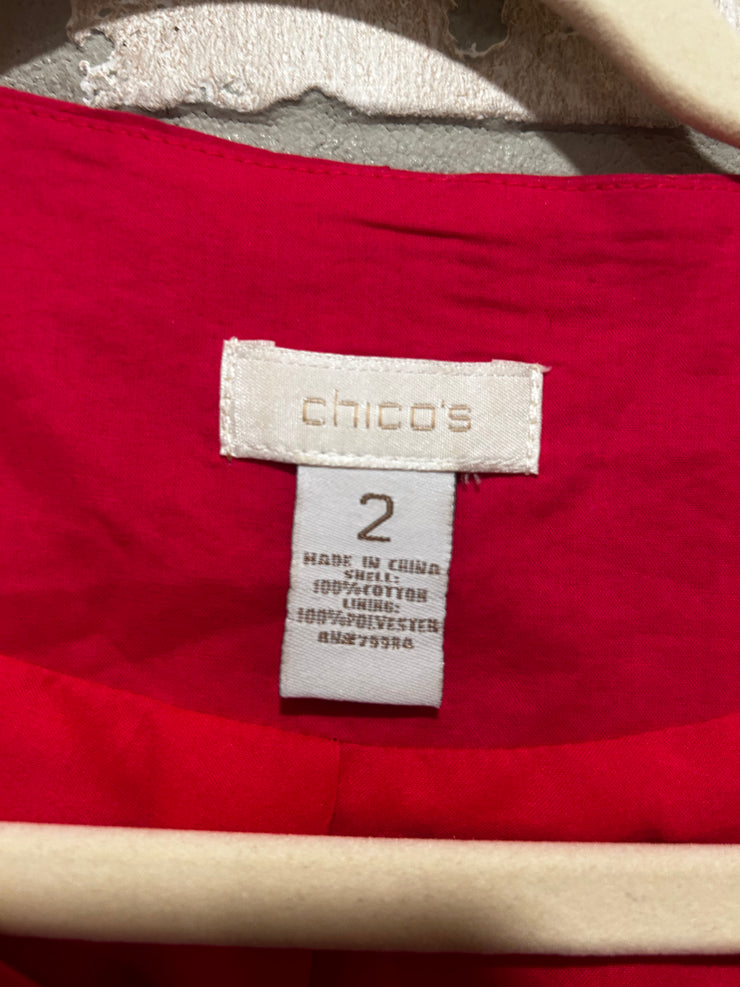 chico's
2
MADE IN CHINA
SHELL:
100%COTTON
LINING:
100%POLYESTER